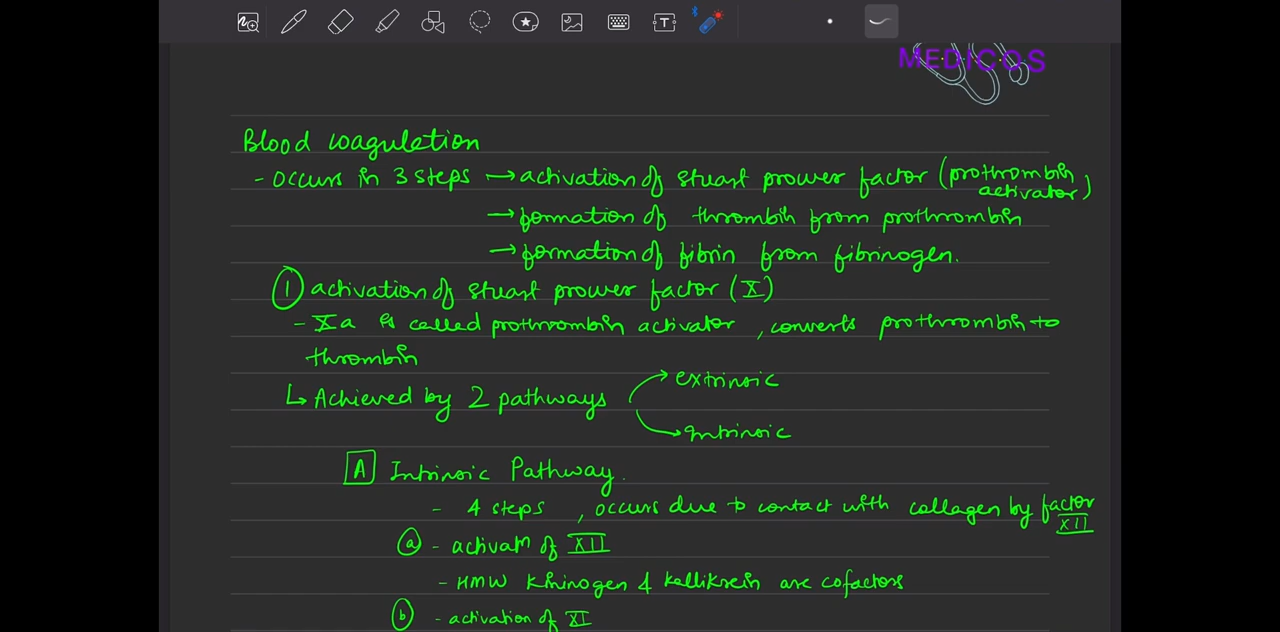 MEDICOS
Blood coagulation
- occurs in 3 steps → activation of stuart prower factor (prothrombin activator)
→ formation of thrombin from prothrombin
→ formation of fibrin from fibrinogen.
① activation of stuart prower factor (X)
- Xa is called prothrombin activator, converts prothrombin to
thrombin
↳ Achieved by 2 pathways → extrinsic
→ intrinsic
A Intrinsic Pathway.
- 4 steps, occurs due to contact with collagen by factor XII
ⓐ - activatn of XII
- HMW kininogen & kallikrein are cofactors
ⓑ - activation of XI